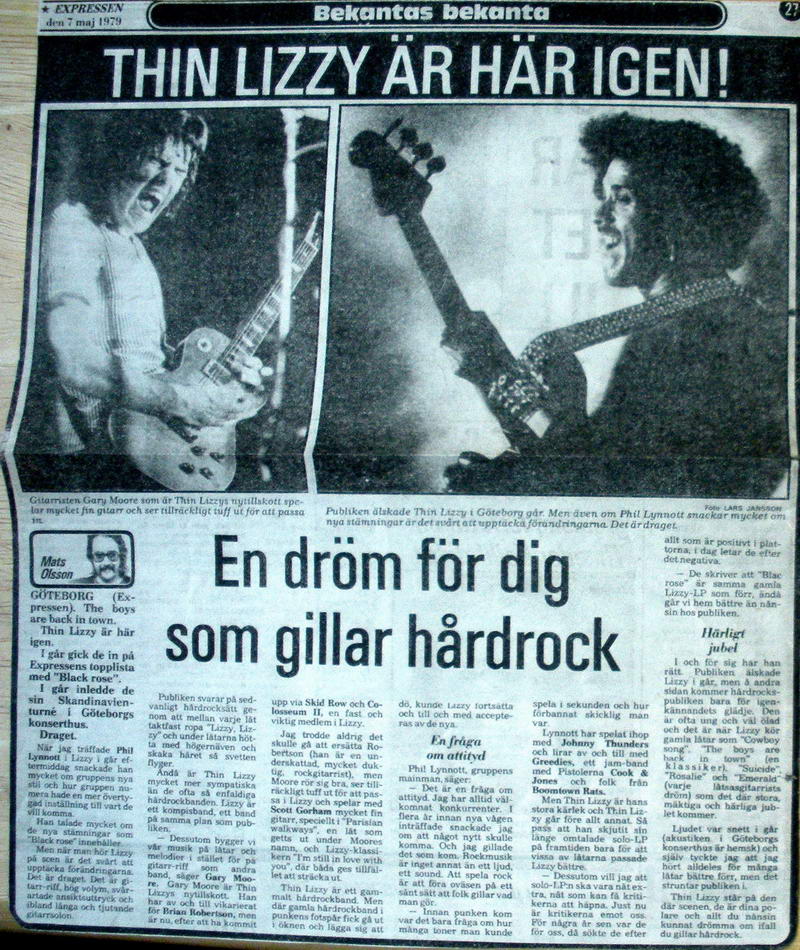 ★ EXPRESSEN
den 7 maj 1979
Bekantas bekanta
27
THIN LIZZY ÄR HÄR IGEN!
Gitarristen Gary Moore som är Thin Lizzys nytillskott spe-
lar mycket fin gitarr och ser tillräckligt tuff ut för att passa
in.
Foto: LARS JANSSON
Publiken älskade Thin Lizzy i Göteborg går. Men även om Phil Lynnott snackar mycket om
nya stämningar är det svårt att upptäcka förändringarna. Det är draget.
Mats
Olsson
En dröm för dig
som gillar hårdrock
GÖTEBORG (Ex-
pressen). The boys
are back in town.
Thin Lizzy är här
igen.
I går gick de in på
Expressens topplista
med "Black rose".
I går inledde de
sin Skandinavien-
turné i Göteborgs
konserthus.
Draget.
När jag träffade Phil
Lynott i Lizzy i går ef-
termiddag snackade han
mycket om gruppens nya
stil och hur gruppen nu-
mera hade en mer överty-
gad inställning till vart de
vill komma.
Han talade mycket om
de nya stämningar som
"Black rose" innehåller.
Men när man hör Lizzy
på scen är det svårt att
upptäcka förändringarna.
Det är draget. Det är gi-
tarr-riff, hög volym, svår-
artade ansiktsuttryck och
ibland långa och tjutande
gitarrsolon.
Publiken svarar på sed-
vanligt hårdrocksätt ge-
nom att mellan varje låt
taktfast ropa "Lizzy, Liz-
zy" och under låtarna höt-
ta med högernäven och
skaka håret så svetten
flyger.
Ändå är Thin Lizzy
mycket mer sympatiska
än de ofta så enfaldiga
hårdrockbanden. Lizzy är
ett kompisband, ett band
på samma plan som pub-
liken.
— Dessutom bygger vi
vår musik på låtar och
melodier i stället för på
gitarr-riff som andra
band, säger Gary Moo-
re. Gary Moore är Thin
Lizzys nytillskott. Han
har av och till vikarierat
för Brian Robertson, men
är nu, efter att ha kommit
upp via Skid Row och Co-
losseum II, en fast och
viktig medlem i Lizzy.
Jag trodde aldrig det
skulle gå att ersätta Ro-
bertson (han är en un-
derskattad, mycket duk-
tig, rockgitarrist), men
Moore rör sig bra, ser till-
räckligt tuff ut för att pas-
sa i Lizzy och spelar med
Scott Gorham mycket fin
gitarr, speciellt i "Parisian
walkways", en låt som
getts ut under Moores
namn, och Lizzy-klassi-
kern "I'm still in love with
you", där båda ges tillfäl-
let att sträcka ut.
Thin Lizzy är ett gam-
malt hårdrockband. Men
där gamla hårdrockband i
punkens fotspår fick gå ut
i öknen och lägga sig att
dö, kunde Lizzy fortsätta
och till och med accepte-
ras av de nya.
En fråga
om attityd
Phil Lynnott, gruppens
mainman, säger:
— Det är en fråga om
attityd. Jag har alltid väl-
komnat konkurrenter. I
flera år innan nya vågen
inträffade snackade jag
om att något nytt skulle
komma. Och jag gillade
det som kom. Rockmusik
är inget annat än ett ljud,
ett sound. Att spela rock
är att föra oväsen på ett
sånt sätt att folk gillar vad
man gör.
— Innan punken kom
var det bara fråga om hur
många toner man kunde
spela i sekunden och hur
förbannat skicklig man
var.
Lynnott har spelat ihop
med Johnny Thunders
och lirar av och till med
Greedies, ett jam-band
med Pistolerna Cook &
Jones och folk från
Boomtown Rats.
Men Thin Lizzy är hans
stora kärlek och Thin Liz-
zy går före allt annat. Så
pass att han skjutit sin
länge omtalade solo-LP
på framtiden bara för att
vissa av låtarna passade
Lizzy bättre.
— Dessutom vill jag att
solo-LP:n ska vara nåt ex-
tra, nåt som kan få kriti-
kerna att häpna. Just nu
är kritikerna emot oss.
För några år sen var de
för oss, då sökte de efter
allt som är positivt i plat-
torna, i dag letar de efter
det negativa.
— De skriver att "Blac
rose" är samma gamla
Lizzy-LP som förr, ändå
går vi hem bättre än nån-
sin hos publiken.
Härligt
jubel
I och för sig har han
rätt. Publiken älskade
Lizzy i går, men å andra
sidan kommer hårdrocks-
publiken bara för igen-
kännandets glädje. Den
är ofta ung och väl ölad
och det är när Lizzy kör
gamla låtar som "Cowboy
song", "The boys are
back in town" (en
klassiker), "Suicide",
"Rosalie" och "Emerald"
(varje låtsasgitarrists
dröm) som det där stora,
mäktiga och härliga jub-
let kommer.
Ljudet var snett i går
(akustiken i Göteborgs
konserthus är hemsk) och
själv tyckte jag att jag
hört alldeles för många
låtar bättre förr, men det
struntar publiken i.
Thin Lizzy står på den
där scenen, de är dina po-
lare och allt du nånsin
kunnat drömma om ifall
du gillar hårdrock.